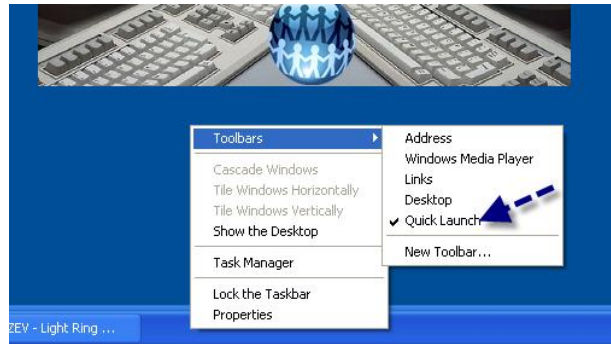 Toolbars
Cascade Windows
Tile Windows Horizontally
Tile Windows Vertically
Show the Desktop
Task Manager
Lock the Taskbar
Properties
Address
Windows Media Player
Links
Desktop
Quick Launch
New Toolbar...
ZEV - Light Ring ...